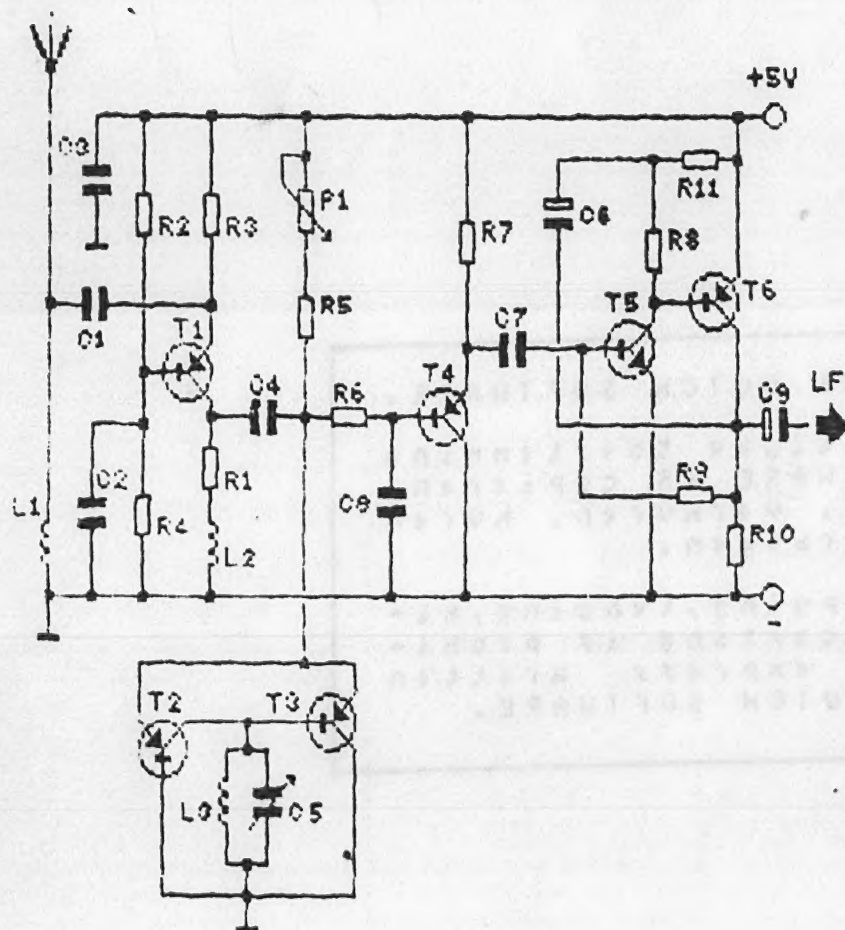 +5V
C3
R11
R2 R3 P1
R7 C6 R8
T6
C1 T1 R5 C7 T5
C4 R6 T4 C9 LF
C2 R1 R9
L1 R4 L2 C8 R10
-
T2 T3
L3 C5